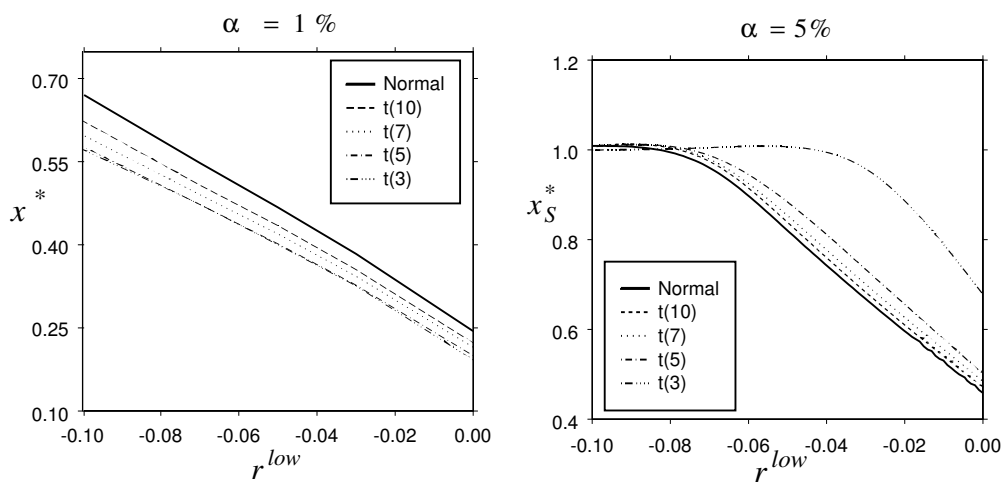 α = 1 %
0.70
0.55
0.40
0.25
0.10
x*
Normal
t(10)
t(7)
t(5)
t(3)
-0.10 -0.08 -0.06 -0.04 -0.02 0.00
r^low
α = 5%
1.2
1.0
0.8
0.6
0.4
x_S^*
Normal
t(10)
t(7)
t(5)
t(3)
-0.10 -0.08 -0.06 -0.04 -0.02 0.00
r^low